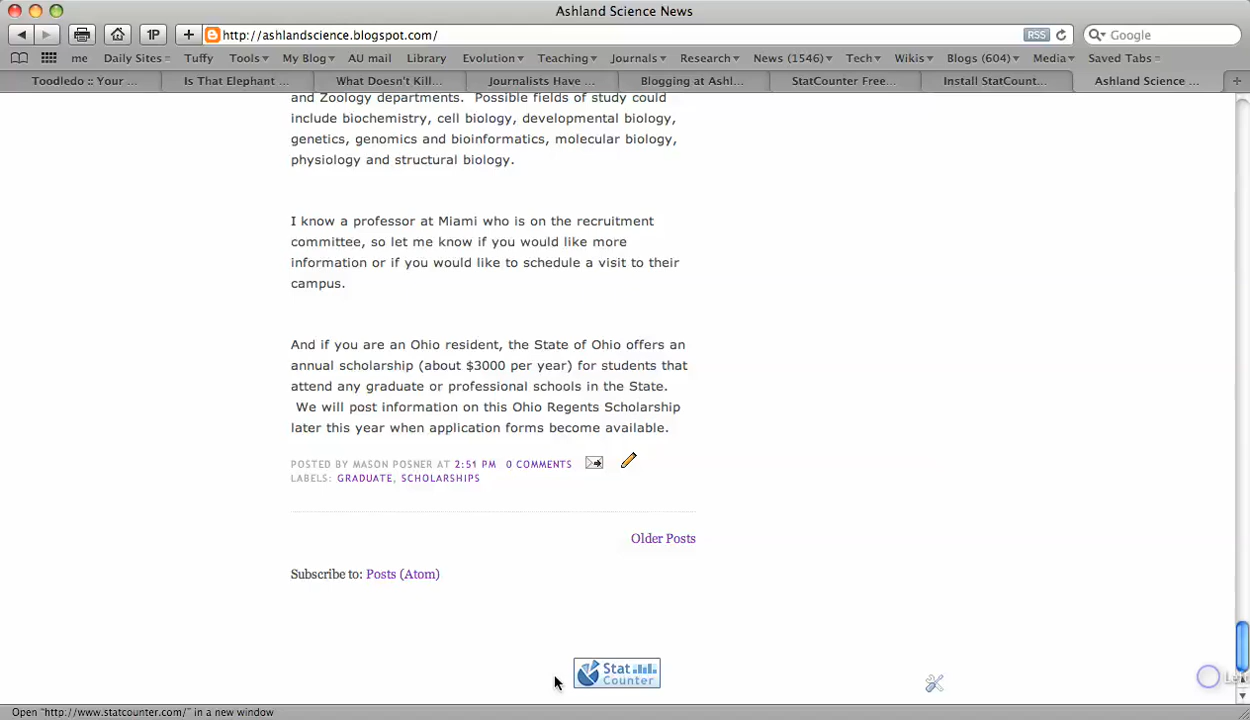 Ashland Science News
1P
http://ashlandscience.blogspot.com/
RSS
Google
me Daily Sites Tuffy Tools My Blog AU mail Library Evolution Teaching Journals Research News (1546) Tech Wikis Blogs (604) Media Saved Tabs
Toodledo :: Your ... Is That Elephant ... What Doesn't Kill... Journalists Have ... Blogging at Ashl... StatCounter Free... Install StatCount... Ashland Science ...
and Zoology departments. Possible fields of study could
include biochemistry, cell biology, developmental biology,
genetics, genomics and bioinformatics, molecular biology,
physiology and structural biology.
I know a professor at Miami who is on the recruitment
committee, so let me know if you would like more
information or if you would like to schedule a visit to their
campus.
And if you are an Ohio resident, the State of Ohio offers an
annual scholarship (about $3000 per year) for students that
attend any graduate or professional schools in the State.
We will post information on this Ohio Regents Scholarship
later this year when application forms become available.
POSTED BY MASON POSNER AT 2:51 PM 0 COMMENTS
LABELS: GRADUATE, SCHOLARSHIPS
Older Posts
Subscribe to: Posts (Atom)
Stat
Counter
Open "http://www.statcounter.com/" in a new window